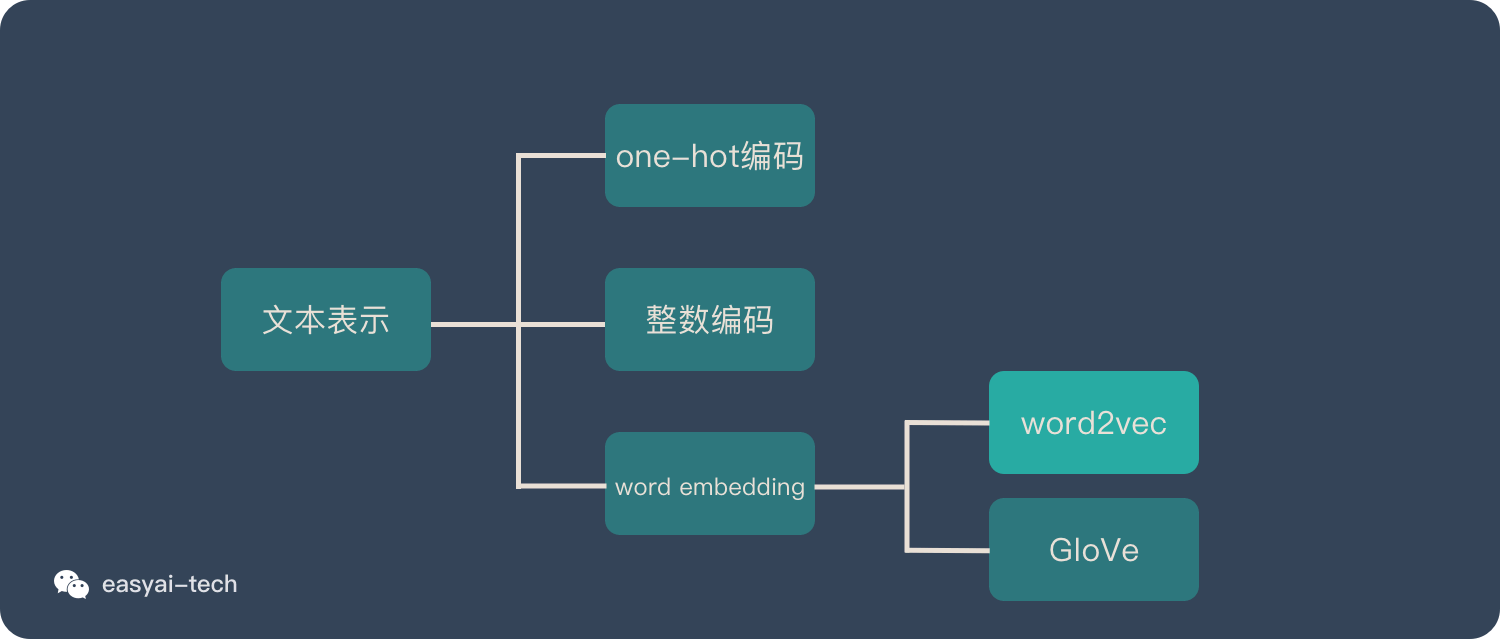 one-hot编码
文本表示
整数编码
word2vec
word embedding
GloVe
easyai-tech